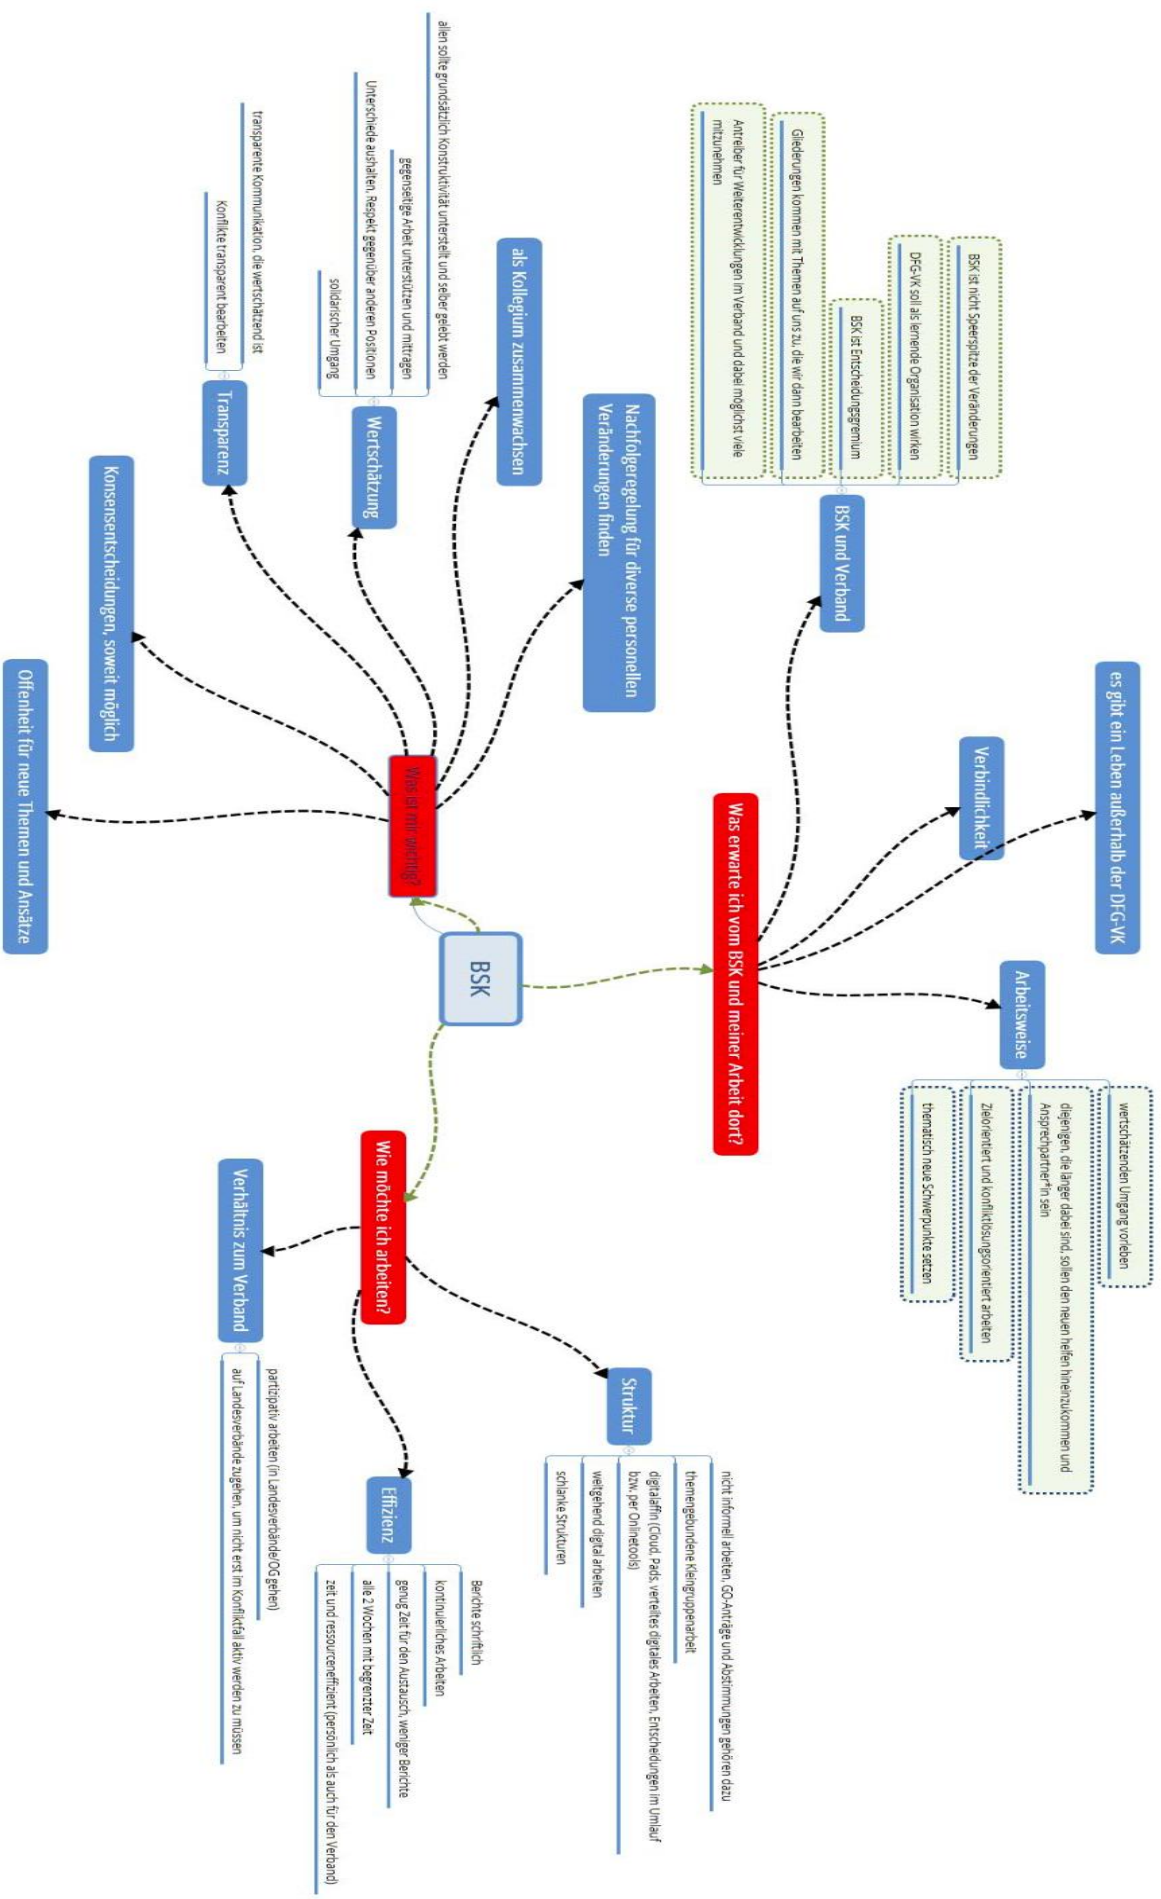 es gibt ein Leben außerhalb der DFG-VK
Verbindlichkeit
BSK und Verband
BSK ist nicht Speerspitze der Veränderungen
DFG-VK soll als lernende Organisation wirken
BSK ist Entscheidungsgremium
Gliederungen kommen mit Themen auf uns zu, die wir dann bearbeiten
Antreiber für Weiterentwicklungen im Verband und dabei möglichst viele
mitzunehmen
Arbeitsweise
wertschätzenden Umgang vorleben
diejenigen, die länger dabei sind, sollen den neuen helfen hineinzukommen und
Ansprechpartner*in sein
Zielorientiert und konfliktlösungsorientiert arbeiten
thematisch neue Schwerpunkte setzen
Was erwarte ich vom BSK und meiner Arbeit dort?
BSK
Was ist mir wichtig?
Nachfolgeregelung für diverse personellen
Veränderungen finden
als Kollegium zusammenwachsen
Wertschätzung
allen sollte grundsätzlich Konstruktivität unterstellt und selber gelebt werden
gegenseitige Arbeit unterstützen und mittragen
Unterschiede aushalten, Respekt gegenüber anderen Positionen
solidarischer Umgang
Transparenz
transparente Kommunikation, die wertschätzend ist
Konflikte transparent bearbeiten
Konsensentscheidungen, soweit möglich
Offenheit für neue Themen und Ansätze
Wie möchte ich arbeiten?
Struktur
nicht informell arbeiten, GO-Anträge und Abstimmungen gehören dazu
themengebundene Kleingruppenarbeit
digitalaffin (Cloud, Pads, verteiltes digitales Arbeiten, Entscheidungen im Umlauf
bzw. per Onlinetools)
weitgehend digital arbeiten
schlanke Strukturen
Effizienz
Berichte schriftlich
kontinuierliches Arbeiten
genug Zeit für den Austausch, weniger Berichte
alle 2 Wochen mit begrenzter Zeit
zeit und ressourceneffizient (persönlich als auch für den Verband)
Verhältnis zum Verband
partizipativ arbeiten (in Landesverbände/OG gehen)
auf Landesverbände zugehen, um nicht erst im Konfliktfall aktiv werden zu müssen